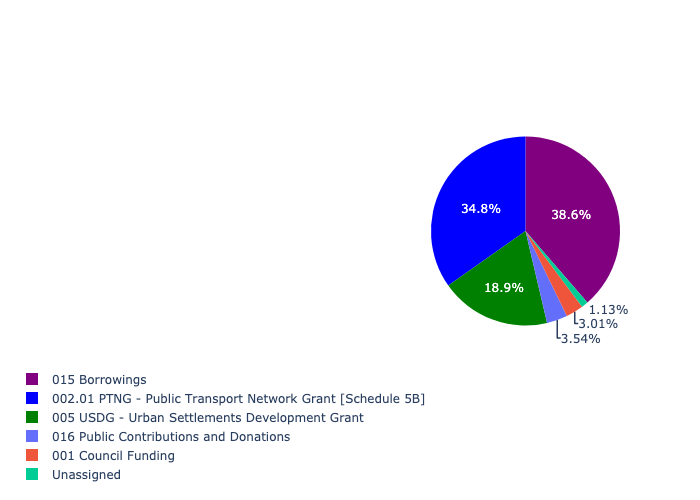 34.8%
38.6%
18.9%
1.13%
3.01%
3.54%
015 Borrowings
002.01 PTNG - Public Transport Network Grant [Schedule 5B]
005 USDG - Urban Settlements Development Grant
016 Public Contributions and Donations
001 Council Funding
Unassigned